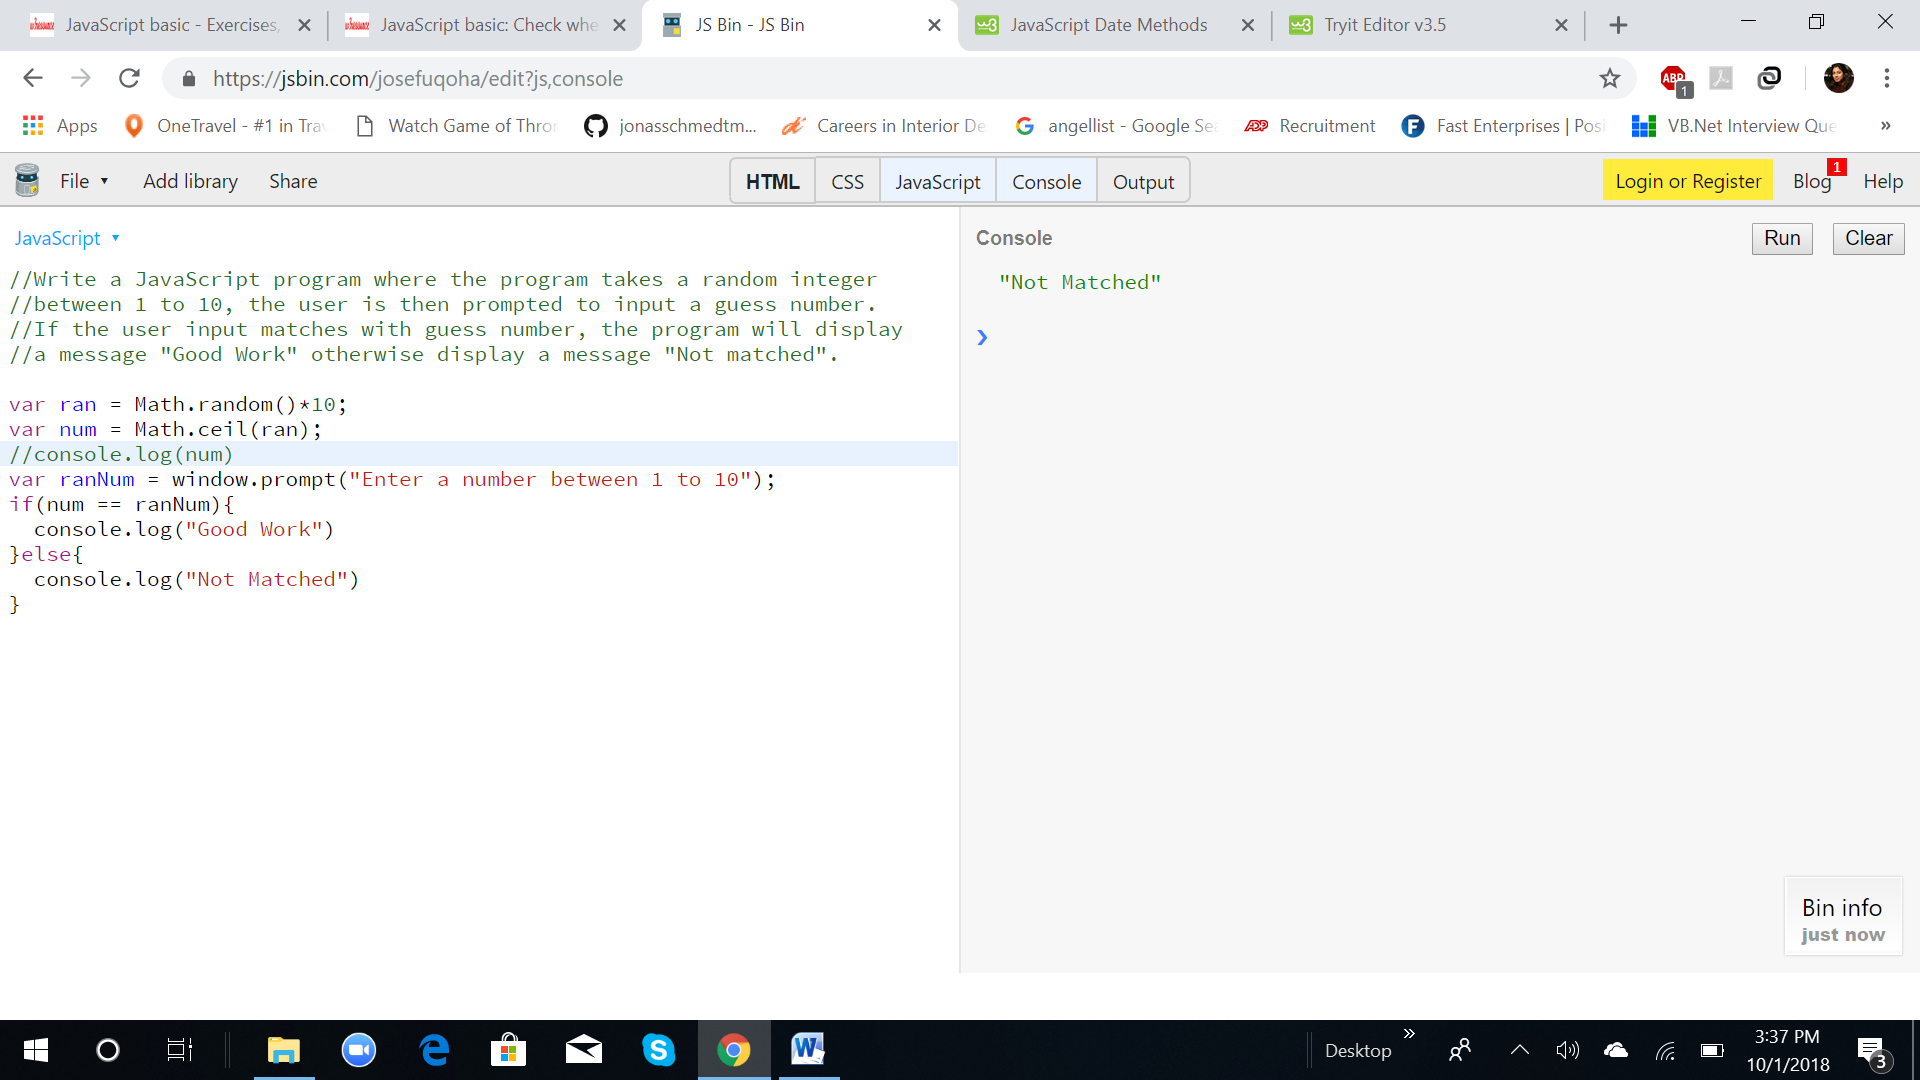 JavaScript basic - Exercises,
JavaScript basic: Check whe
JS Bin - JS Bin
JavaScript Date Methods
Tryit Editor v3.5
https://jsbin.com/josefuqoha/edit?js,console
ABP
1
Apps
OneTravel - #1 in Trav
Watch Game of Thron
jonasschmedtm...
Careers in Interior De
angellist - Google Sea
ADP
Recruitment
F
Fast Enterprises | Posi
VB.Net Interview Que
»
File
Add library
Share
HTML
CSS
JavaScript
Console
Output
Login or Register
Blog
1
Help
JavaScript
//Write a JavaScript program where the program takes a random integer
//between 1 to 10, the user is then prompted to input a guess number.
//If the user input matches with guess number, the program will display
//a message "Good Work" otherwise display a message "Not matched".
var ran = Math.random()*10;
var num = Math.ceil(ran);
//console.log(num)
var ranNum = window.prompt("Enter a number between 1 to 10");
if(num == ranNum){
console.log("Good Work")
}else{
console.log("Not Matched")
}
Console
Run
Clear
"Not Matched"
Bin info
just now
Desktop
3:37 PM
10/1/2018
3